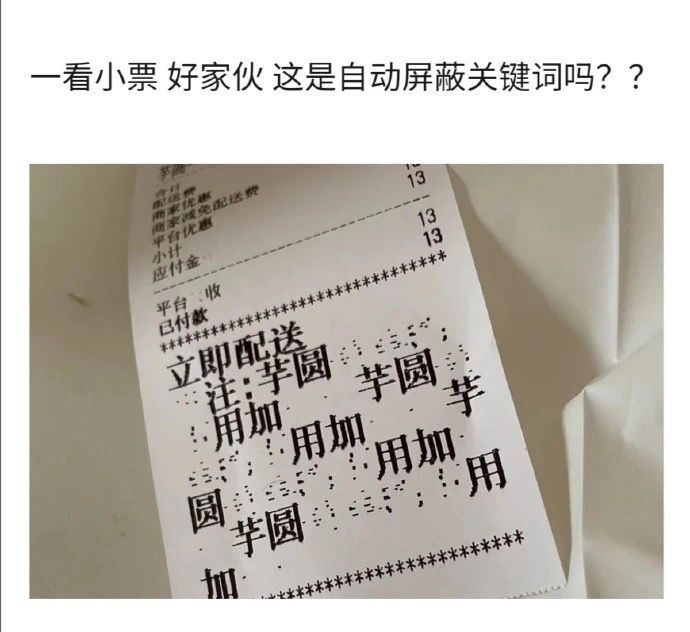 一看小票 好家伙 这是自动屏蔽关键词吗？？
芋圆
合计
配送费
商家优惠 13
商家减免配送费
平台优惠
小计 13
应付金 13
平台 收
已付款
*********************************
立即配送
注:芋圆 芋圆
用加 用加 芋
圆 用加 用
芋圆
加
*********************************